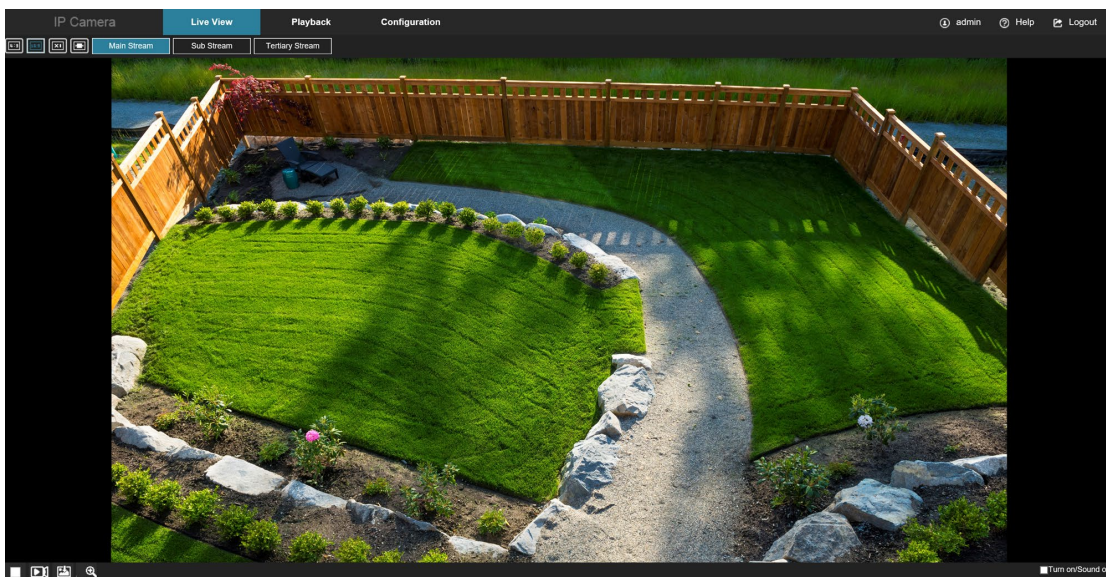 IP Camera Live View Playback Configuration admin Help Logout
Main Stream Sub Stream Tertiary Stream
Turn on/Sound o